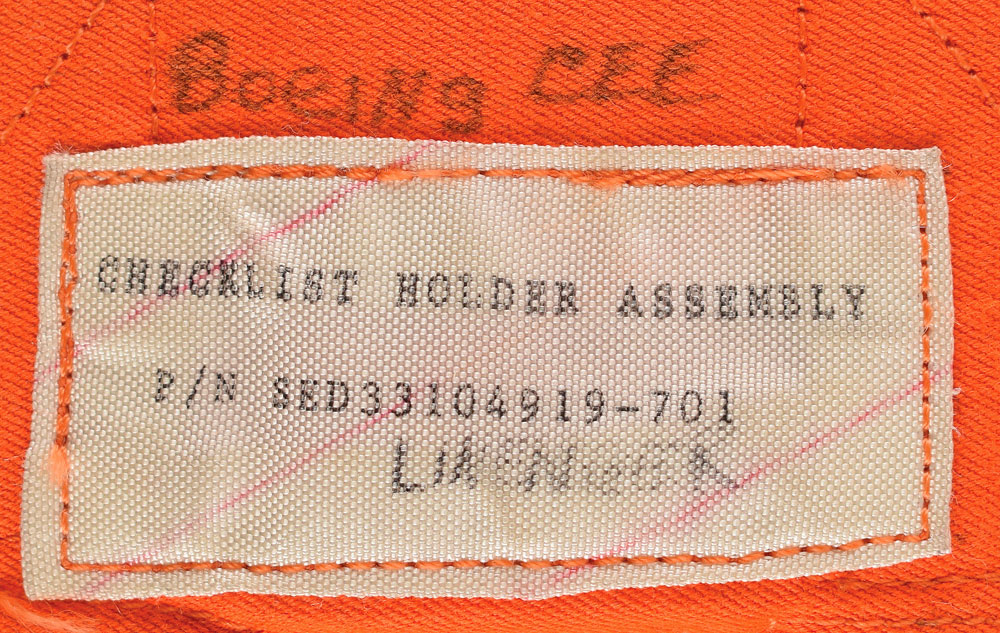 Boeing CEE
CHECKLIST HOLDER ASSEMBLY
P/N SED33104919-701